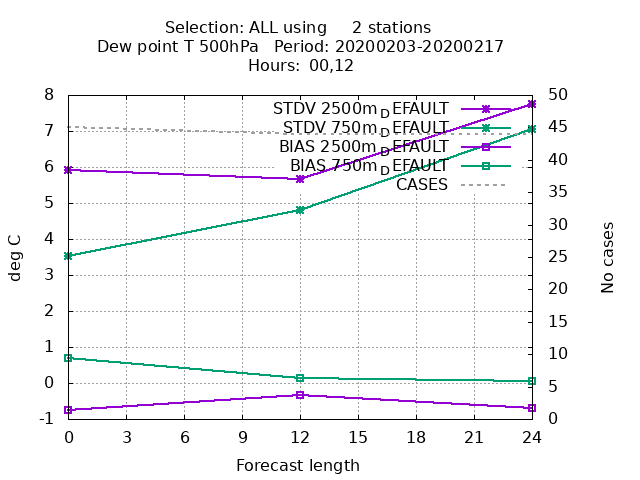 Selection: ALL using     2 stations
Dew point T 500hPa   Period: 20200203-20200217
Hours: 00,12
8 50
STDV 2500m_DEFAULT
STDV 750m_DEFAULT
BIAS 2500m_DEFAULT
BIAS 750m_DEFAULT
CASES
7 45
6 40
5 35
4 30
3 25
2 20
1 15
0 10
-1 5
0
deg C
No cases
0 3 6 9 12 15 18 21 24
Forecast length